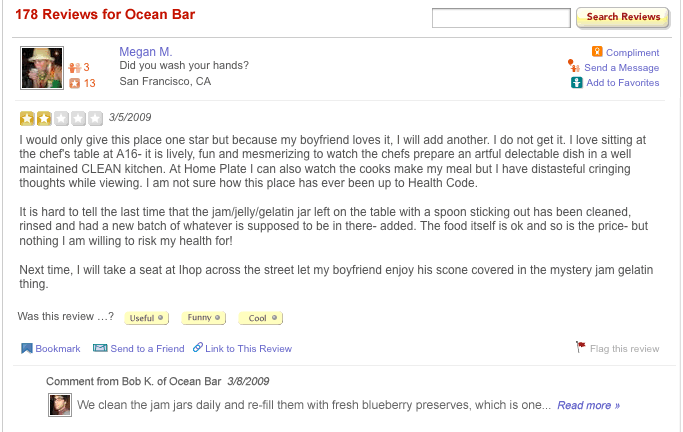 178 Reviews for Ocean Bar
Search Reviews
Megan M.
Did you wash your hands?
San Francisco, CA
3
13
Compliment
Send a Message
Add to Favorites
3/5/2009
I would only give this place one star but because my boyfriend loves it, I will add another. I do not get it. I love sitting at
the chef's table at A16- it is lively, fun and mesmerizing to watch the chefs prepare an artful delectable dish in a well
maintained CLEAN kitchen. At Home Plate I can also watch the cooks make my meal but I have distasteful cringing
thoughts while viewing. I am not sure how this place has ever been up to Health Code.
It is hard to tell the last time that the jam/jelly/gelatin jar left on the table with a spoon sticking out has been cleaned,
rinsed and had a new batch of whatever is supposed to be in there- added. The food itself is ok and so is the price- but
nothing I am willing to risk my health for!
Next time, I will take a seat at Ihop across the street let my boyfriend enjoy his scone covered in the mystery jam gelatin
thing.
Was this review ...? Useful Funny Cool
Bookmark Send to a Friend Link to This Review Flag this review
Comment from Bob K. of Ocean Bar 3/8/2009
We clean the jam jars daily and re-fill them with fresh blueberry preserves, which is one... Read more »